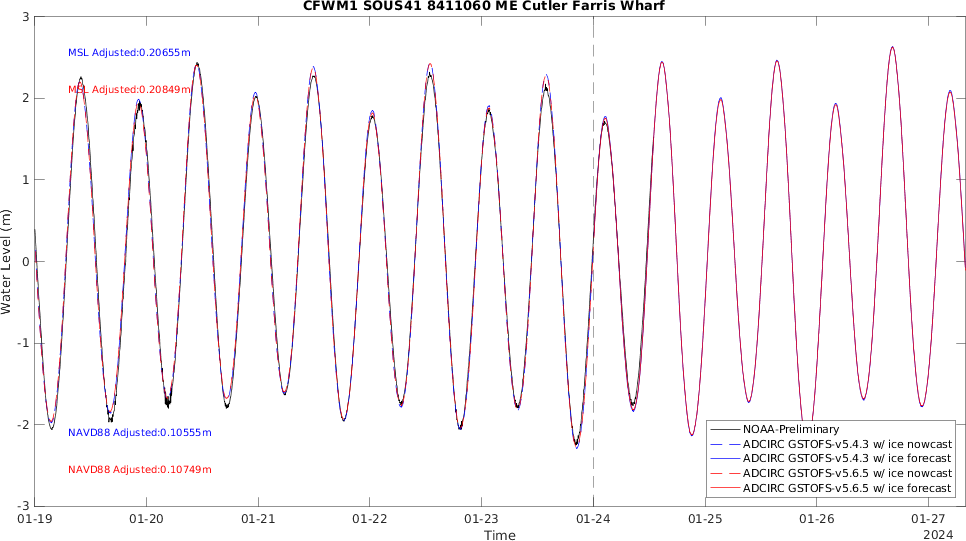 CFWM1 SOUS41 8411060 ME Cutler Farris Wharf
3
MSL Adjusted:0.20655m
MSL Adjusted:0.20849m
2
1
0
Water Level (m)
-1
-2
NAVD88 Adjusted:0.10555m
NAVD88 Adjusted:0.10749m
-3
NOAA-Preliminary
ADCIRC GSTOFS-v5.4.3 w/ ice nowcast
ADCIRC GSTOFS-v5.4.3 w/ ice forecast
ADCIRC GSTOFS-v5.6.5 w/ ice nowcast
ADCIRC GSTOFS-v5.6.5 w/ ice forecast
01-19 01-20 01-21 01-22 01-23 01-24 01-25 01-26 01-27
Time
2024